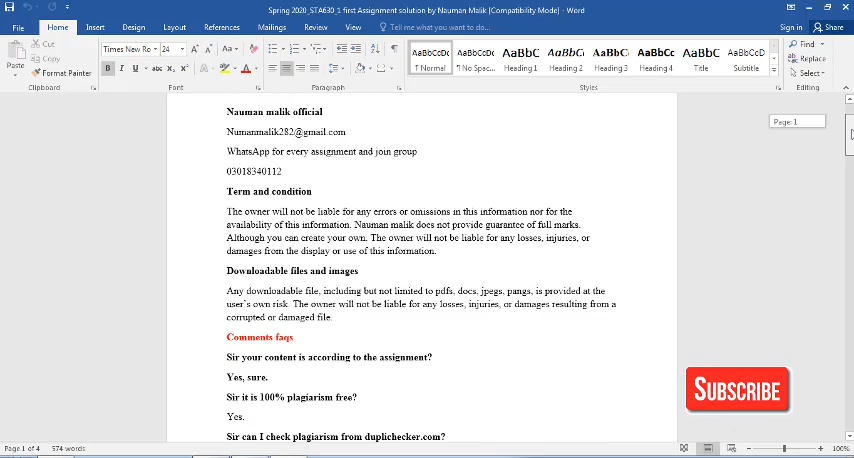 Spring 2020_STA630_1 first Assignment solution by Nauman Malik [Compatibility Mode] - Word
File Home Insert Design Layout References Mailings Review View Tell me what you want to do... Sign in Share
Cut
Copy
Format Painter
Paste
Clipboard
Times New Ro 24
Font
Paragraph
AaBbCcDc AaBbCcDc AaBbCc AaBbCc AaBbCc AaBbCc AaBbC AaBbCcD
¶ Normal ¶ No Spac... Heading 1 Heading 2 Heading 3 Heading 4 Title Subtitle
Styles
Find
Replace
Select
Editing
Page: 1
Nauman malik official
Numanmalik282@gmail.com
WhatsApp for every assignment and join group
03018340112
Term and condition
The owner will not be liable for any errors or omissions in this information nor for the
availability of this information. Nauman malik does not provide guarantee of full marks.
Although you can create your own. The owner will not be liable for any losses, injuries, or
damages from the display or use of this information.
Downloadable files and images
Any downloadable file, including but not limited to pdfs, docs, jpegs, pangs, is provided at the
user's own risk. The owner will not be liable for any losses, injuries, or damages resulting from a
corrupted or damaged file.
Comments faqs
Sir your content is according to the assignment?
Yes, sure.
Sir it is 100% plagiarism free?
Yes.
Sir can I check plagiarism from duplichecker.com?
SUBSCRIBE
Page 1 of 4 574 words
100%